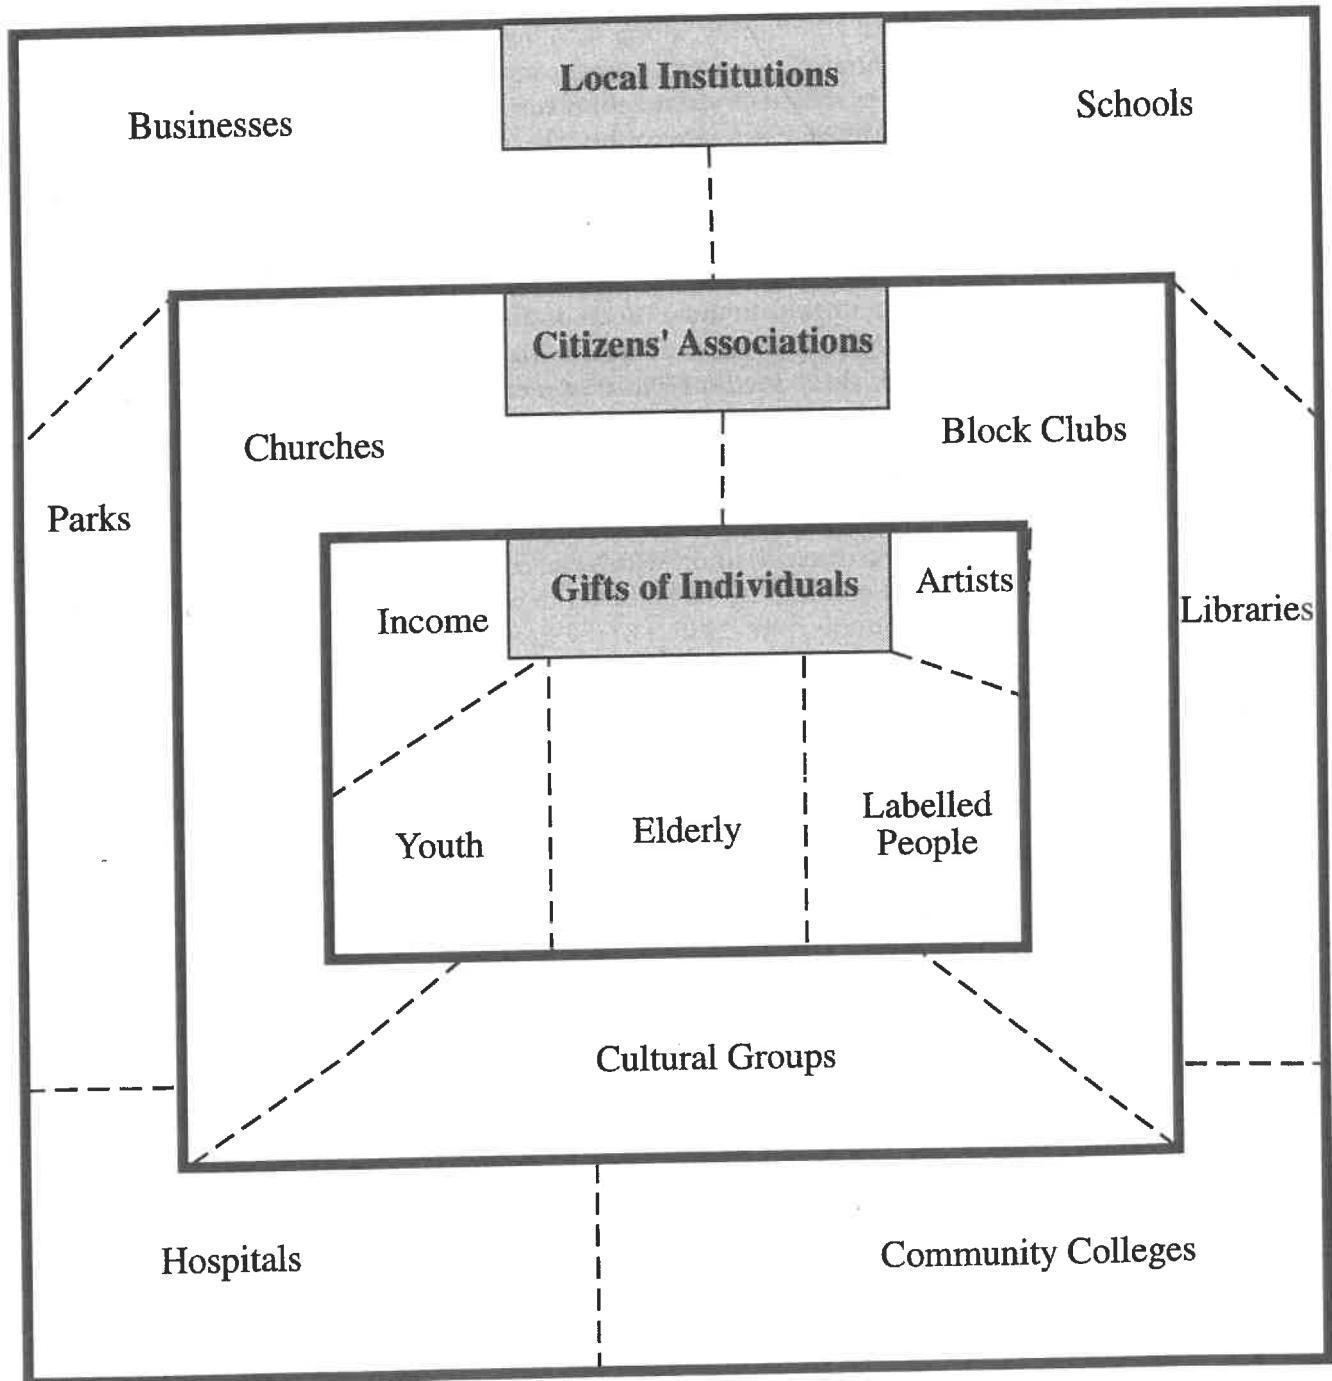 Local Institutions
Businesses
Schools
Citizens' Associations
Churches
Block Clubs
Parks
Gifts of Individuals
Artists
Income
Libraries
Youth
Elderly
Labelled
People
Cultural Groups
Hospitals
Community Colleges